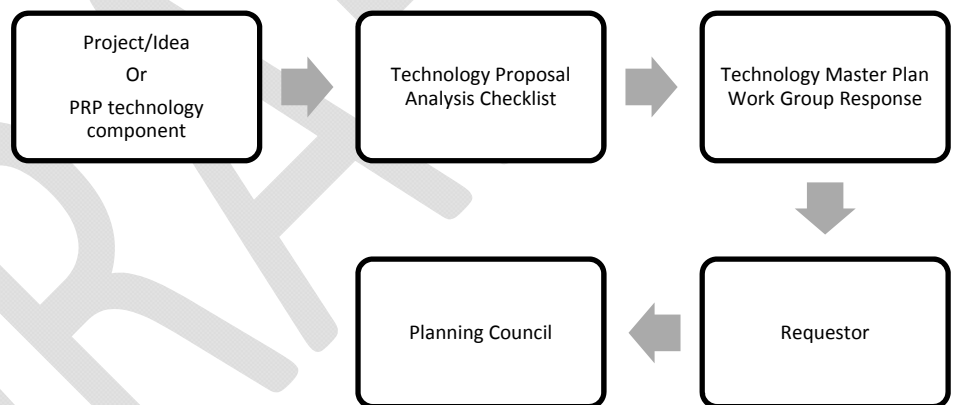 Project/Idea
Or
PRP technology
component
Technology Proposal
Analysis Checklist
Technology Master Plan
Work Group Response
Requestor
Planning Council